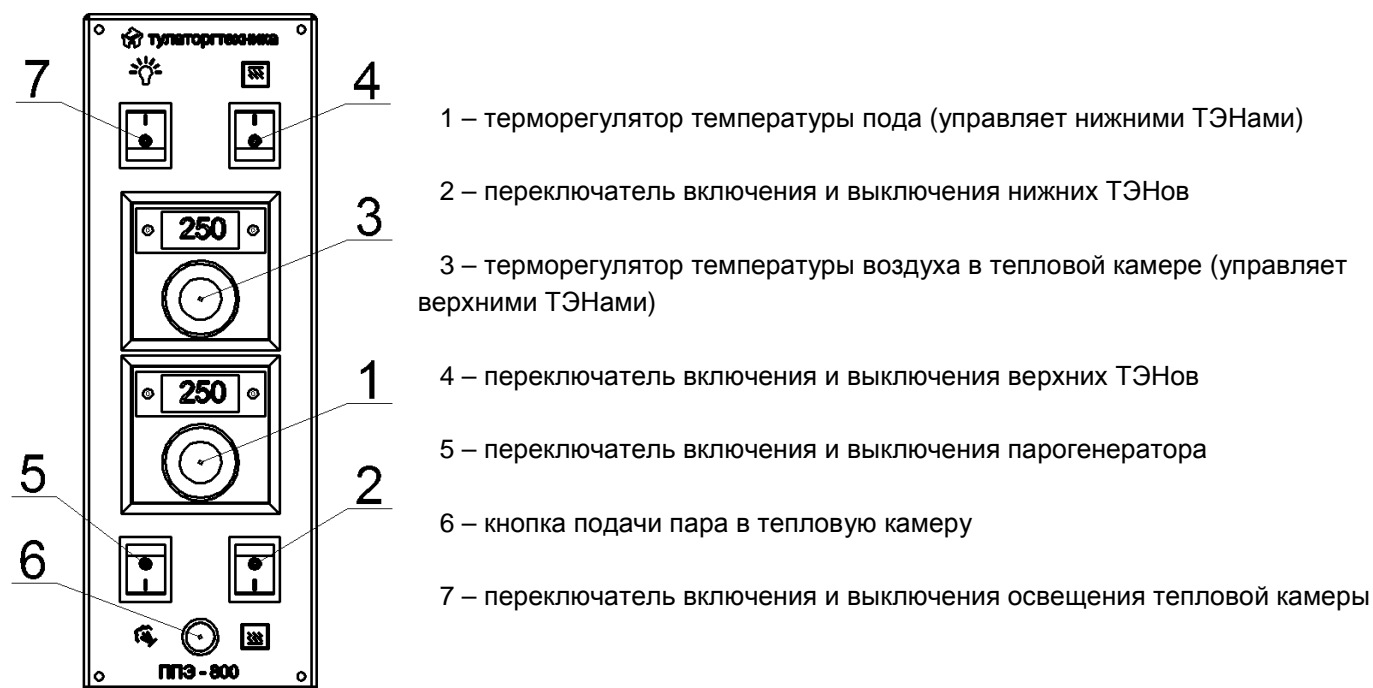 тулаторгтехника
7
4
250
3
250
1
5
2
6
ППЭ - 800
1 – терморегулятор температуры пода (управляет нижними ТЭНами)
2 – переключатель включения и выключения нижних ТЭНов
3 – терморегулятор температуры воздуха в тепловой камере (управляет
верхними ТЭНами)
4 – переключатель включения и выключения верхних ТЭНов
5 – переключатель включения и выключения парогенератора
6 – кнопка подачи пара в тепловую камеру
7 – переключатель включения и выключения освещения тепловой камеры